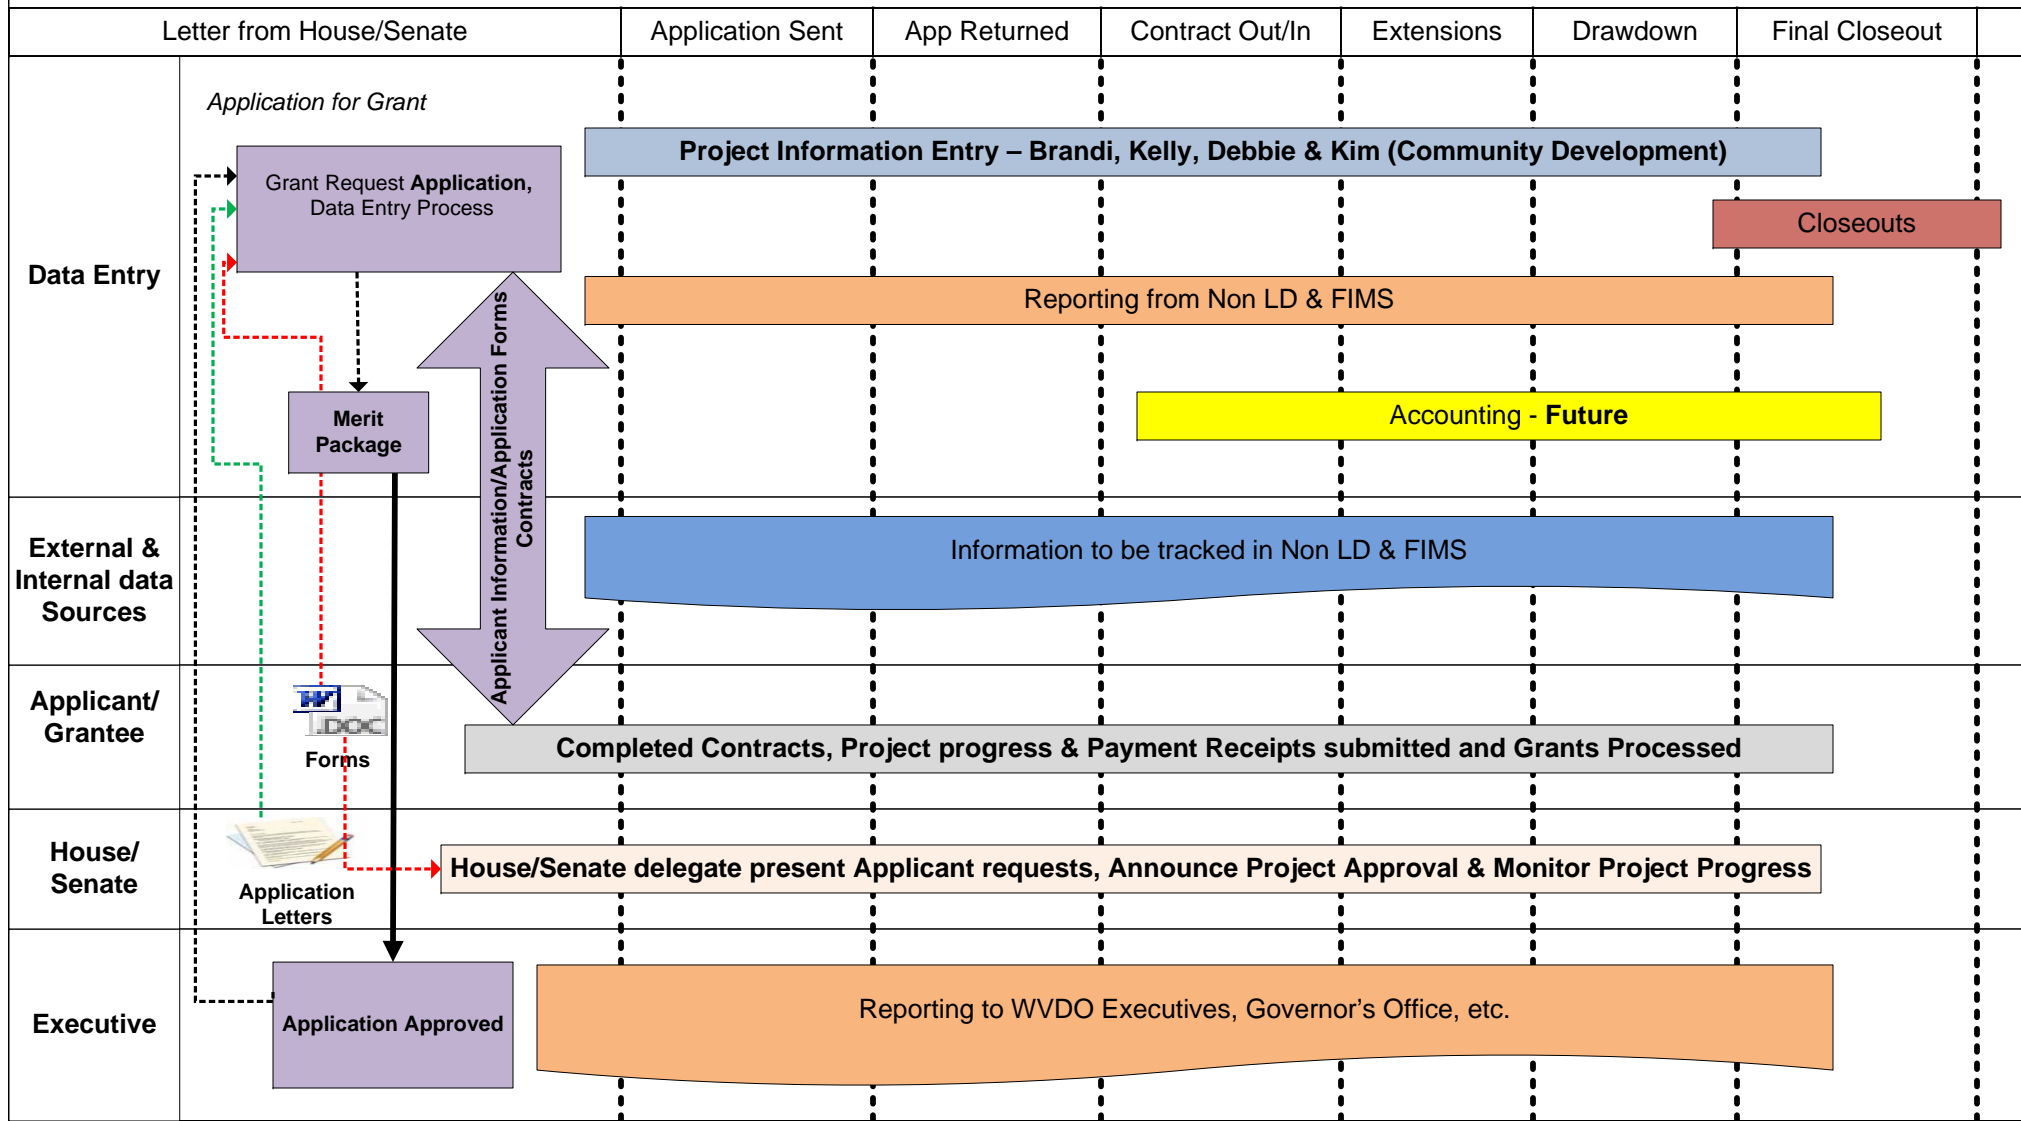 Letter from House/Senate
Application Sent
App Returned
Contract Out/In
Extensions
Drawdown
Final Closeout
Data Entry
Application for Grant
Grant Request Application,
Data Entry Process
Project Information Entry – Brandi, Kelly, Debbie & Kim (Community Development)
Closeouts
Reporting from Non LD & FIMS
Merit
Package
Applicant Information/Application Forms
Contracts
Accounting - Future
External &
Internal data
Sources
Information to be tracked in Non LD & FIMS
Applicant/
Grantee
W
.DOC
Forms
Completed Contracts, Project progress & Payment Receipts submitted and Grants Processed
House/
Senate
Application
Letters
House/Senate delegate present Applicant requests, Announce Project Approval & Monitor Project Progress
Executive
Application Approved
Reporting to WVDO Executives, Governor’s Office, etc.